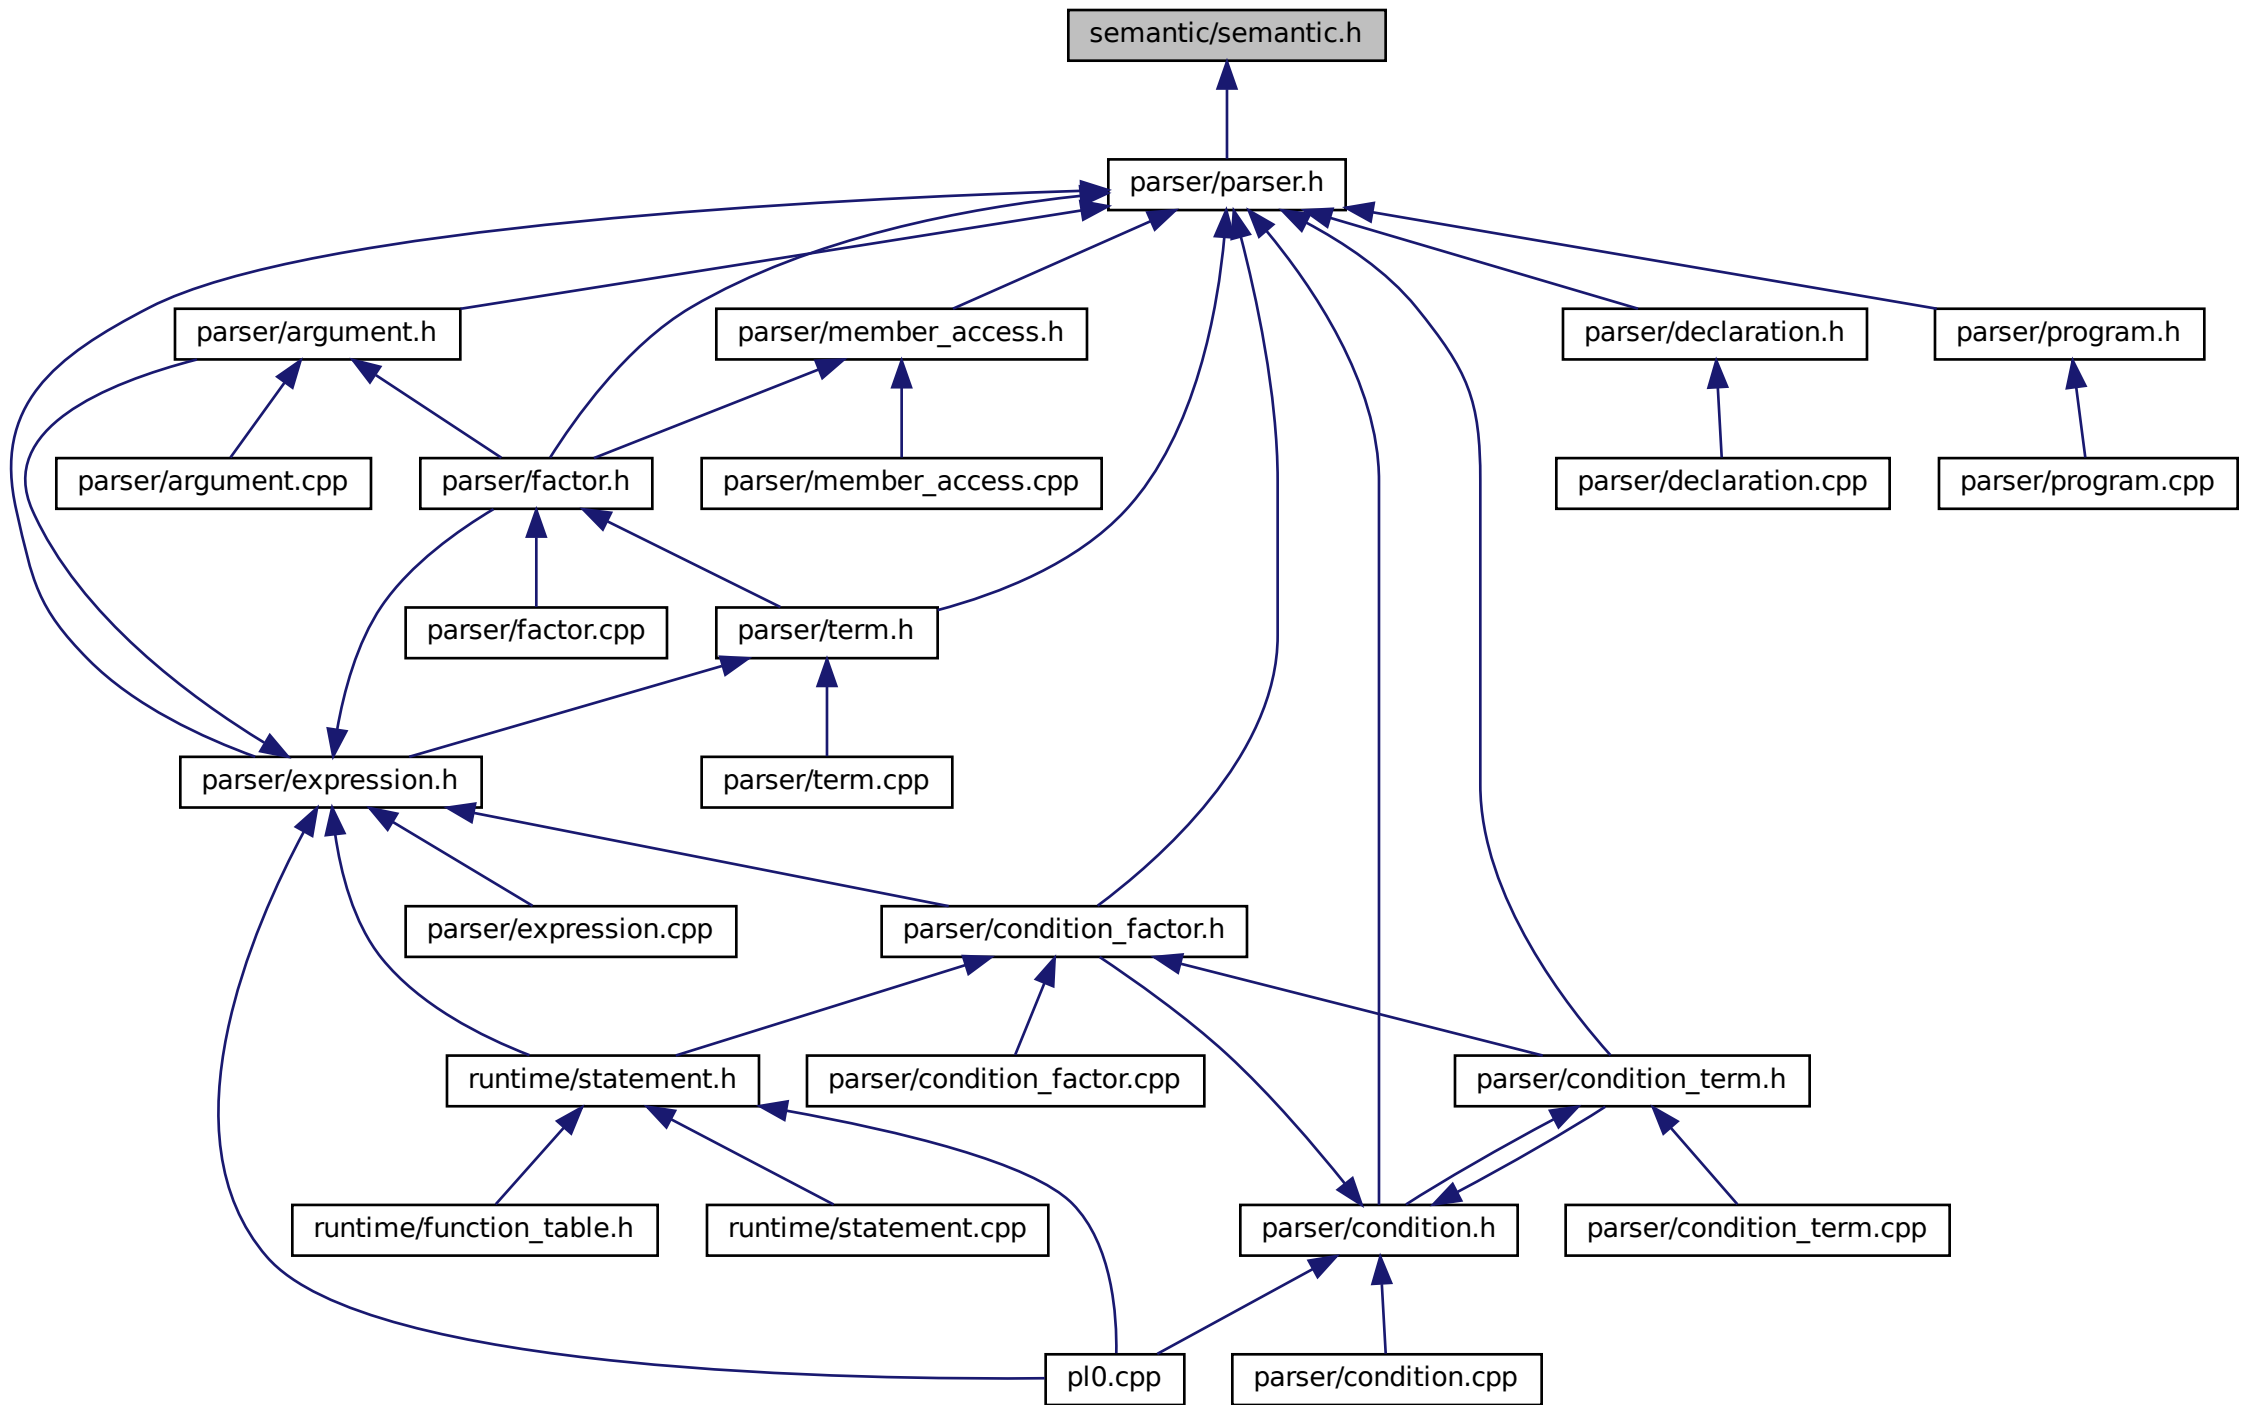 semantic/semantic.h
parser/parser.h
parser/argument.h
parser/member_access.h
parser/declaration.h
parser/program.h
parser/argument.cpp
parser/factor.h
parser/member_access.cpp
parser/declaration.cpp
parser/program.cpp
parser/factor.cpp
parser/term.h
parser/expression.h
parser/term.cpp
parser/expression.cpp
parser/condition_factor.h
runtime/statement.h
parser/condition_factor.cpp
parser/condition_term.h
runtime/function_table.h
runtime/statement.cpp
parser/condition.h
parser/condition_term.cpp
pl0.cpp
parser/condition.cpp